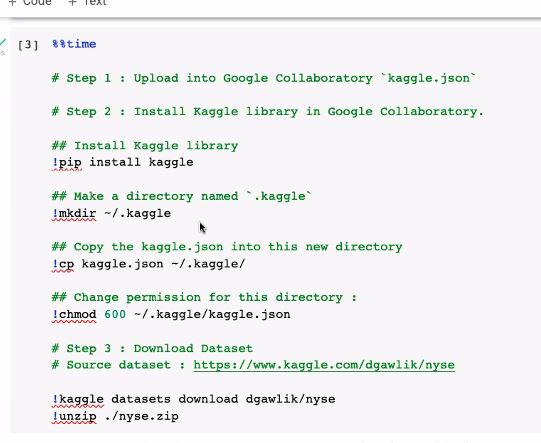 + Code + Text
[3] %%time
# Step 1 : Upload into Google Collaboratory `kaggle.json`
# Step 2 : Install Kaggle library in Google Collaboratory.
## Install Kaggle library
!pip install kaggle
## Make a directory named `.kaggle`
!mkdir ~/.kaggle
## Copy the kaggle.json into this new directory
!cp kaggle.json ~/.kaggle/
## Change permission for this directory :
!chmod 600 ~/.kaggle/kaggle.json
# Step 3 : Download Dataset
# Source dataset : https://www.kaggle.com/dgawlik/nyse
!kaggle datasets download dgawlik/nyse
!unzip ./nyse.zip